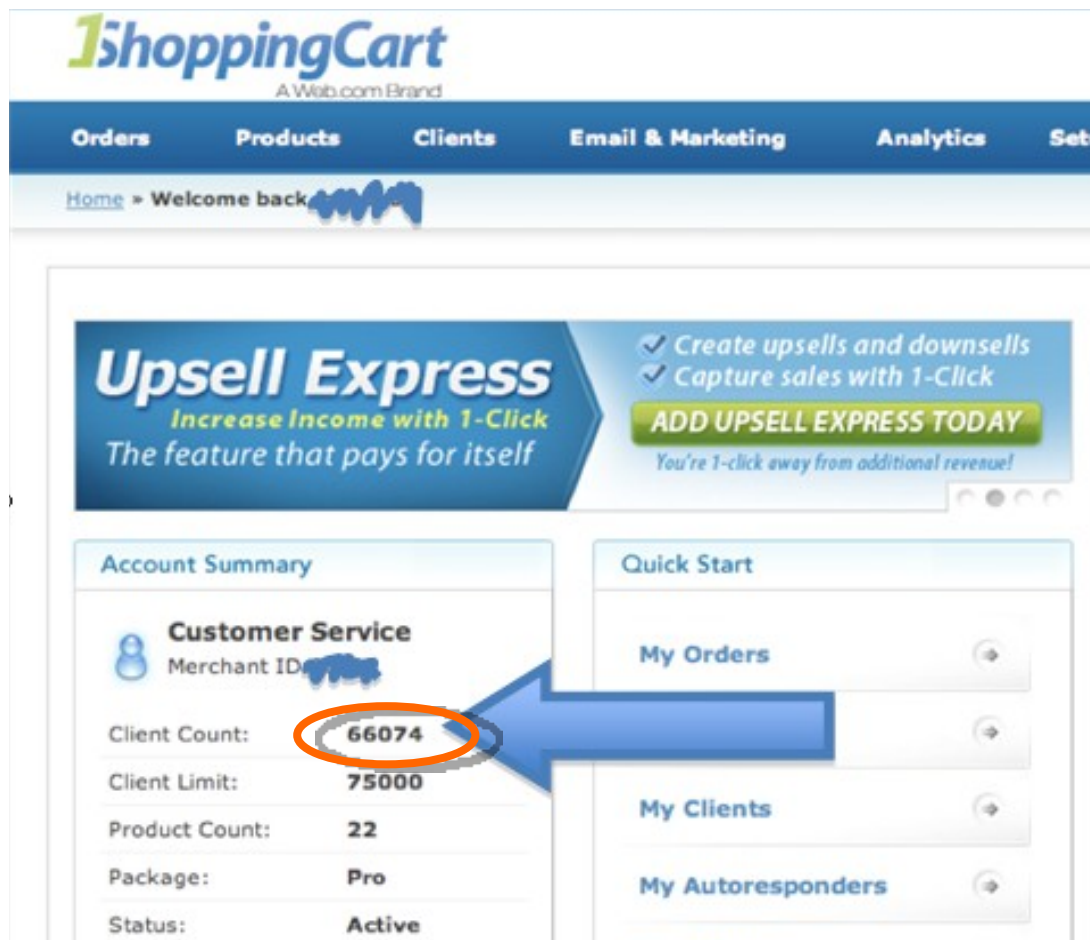 1ShoppingCart
A Web.com Brand
Orders Products Clients Email & Marketing Analytics Set
Home » Welcome back
Upsell Express
Increase Income with 1-Click
The feature that pays for itself
Create upsells and downsells
Capture sales with 1-Click
ADD UPSELL EXPRESS TODAY
You're 1-click away from additional revenue!
Account Summary
Customer Service
Merchant ID
Client Count: 66074
Client Limit: 75000
Product Count: 22
Package: Pro
Status: Active
Quick Start
My Orders
My Clients
My Autoresponders